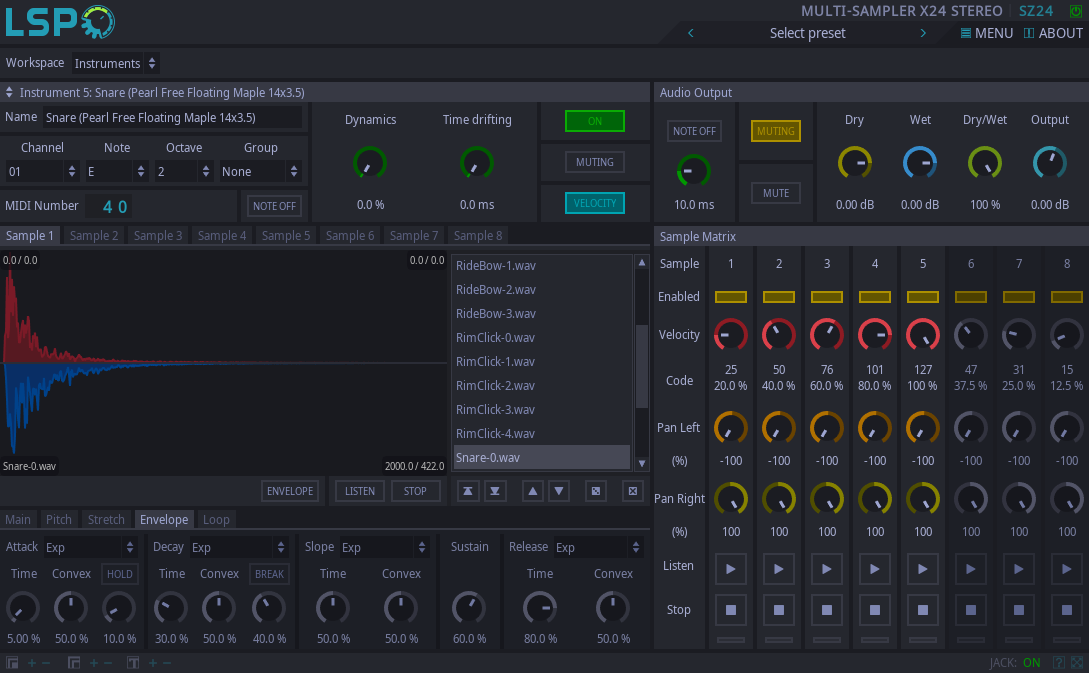 LSP
MULTI-SAMPLER X24 STEREO SZ24
Select preset MENU ABOUT
Workspace Instruments
Instrument 5: Snare (Pearl Free Floating Maple 14x3.5)
Name Snare (Pearl Free Floating Maple 14x3.5)
Channel Note Octave Group
01 E 2 None
MIDI Number 40 NOTE OFF
Dynamics Time drifting
0.0 % 0.0 ms
ON
MUTING
VELOCITY
Audio Output
NOTE OFF MUTING
10.0 ms MUTE
Dry Wet Dry/Wet Output
0.00 dB 0.00 dB 100 % 0.00 dB
Sample 1 Sample 2 Sample 3 Sample 4 Sample 5 Sample 6 Sample 7 Sample 8
0.0 / 0.0 0.0 / 0.0
Snare-0.wav 2000.0 / 422.0
RideBow-1.wav
RideBow-2.wav
RideBow-3.wav
RimClick-0.wav
RimClick-1.wav
RimClick-2.wav
RimClick-3.wav
RimClick-4.wav
Snare-0.wav
ENVELOPE LISTEN STOP
Main Pitch Stretch Envelope Loop
Attack Exp Decay Exp Slope Exp Sustain Release Exp
Time Convex HOLD Time Convex BREAK Time Convex Time Convex
5.00 % 50.0 % 10.0 % 30.0 % 50.0 % 40.0 % 50.0 % 50.0 % 60.0 % 80.0 % 50.0 %
Sample Matrix
Sample 1 2 3 4 5 6 7 8
Enabled
Velocity
Code 25 50 76 101 127 47 31 15
20.0 % 40.0 % 60.0 % 80.0 % 100 % 37.5 % 25.0 % 12.5 %
Pan Left
(%) -100 -100 -100 -100 -100 -100 -100 -100
Pan Right
(%) 100 100 100 100 100 100 100 100
Listen
Stop
JACK: ON